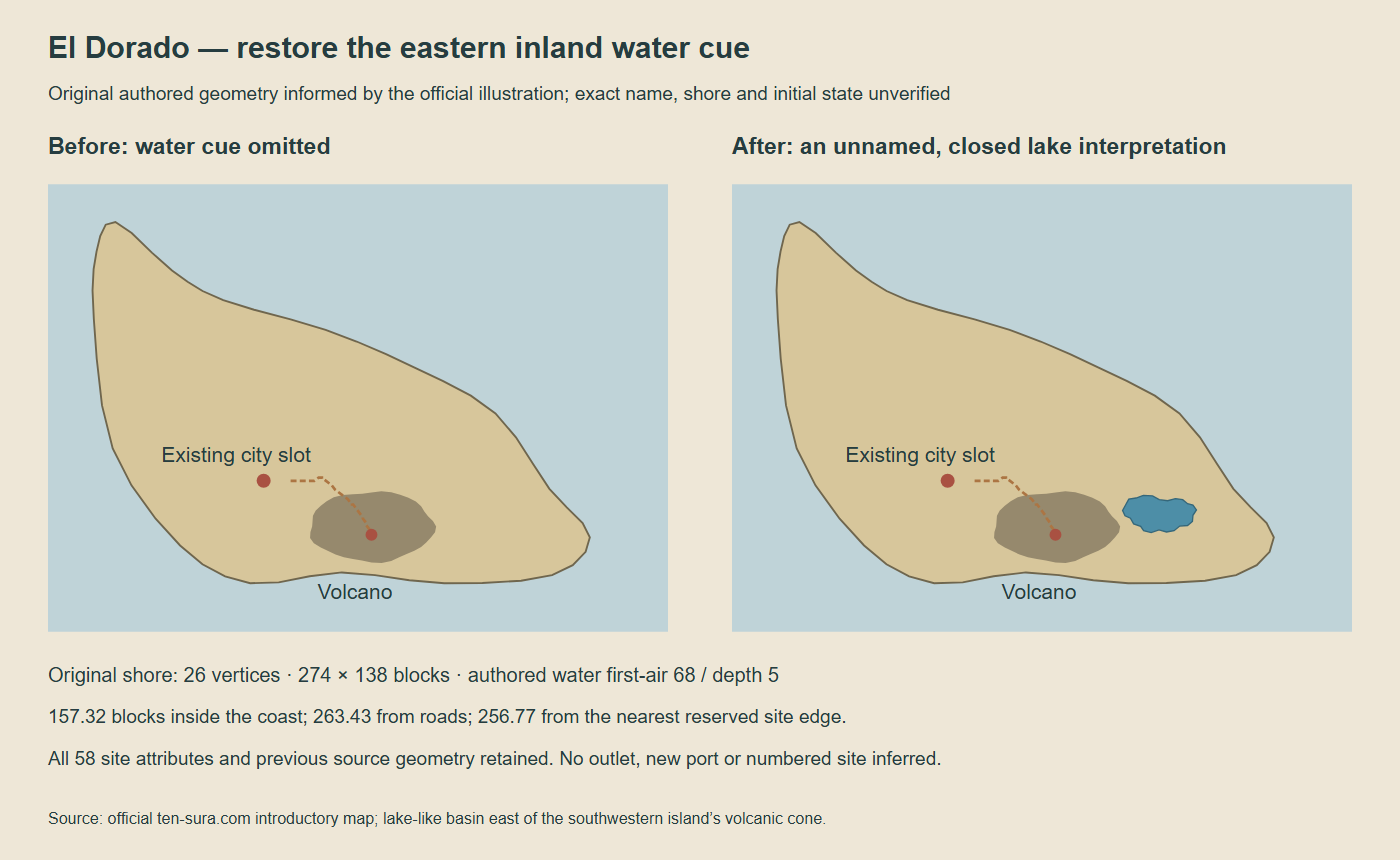 El Dorado — restore the eastern inland water cue
Original authored geometry informed by the official illustration; exact name, shore and initial state unverified
Before: water cue omitted
Existing city slot
Volcano
After: an unnamed, closed lake interpretation
Existing city slot
Volcano
Original shore: 26 vertices · 274 × 138 blocks · authored water first-air 68 / depth 5
157.32 blocks inside the coast; 263.43 from roads; 256.77 from the nearest reserved site edge.
All 58 site attributes and previous source geometry retained. No outlet, new port or numbered site inferred.
Source: official ten-sura.com introductory map; lake-like basin east of the southwestern island’s volcanic cone.